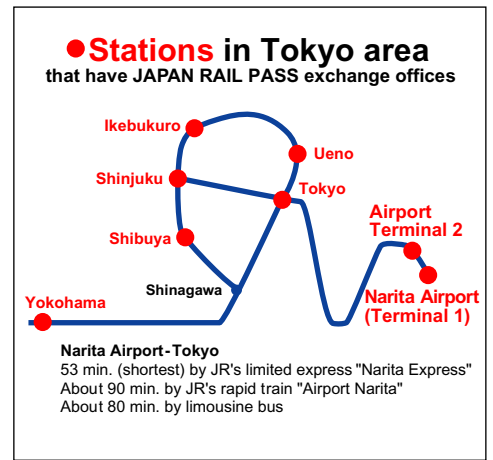 Stations in Tokyo area
that have JAPAN RAIL PASS exchange offices
Ikebukuro
Ueno
Shinjuku
Tokyo
Airport
Terminal 2
Shibuya
Shinagawa
Narita Airport
(Terminal 1)
Yokohama
Narita Airport-Tokyo
53 min. (shortest) by JR's limited express "Narita Express"
About 90 min. by JR's rapid train "Airport Narita"
About 80 min. by limousine bus